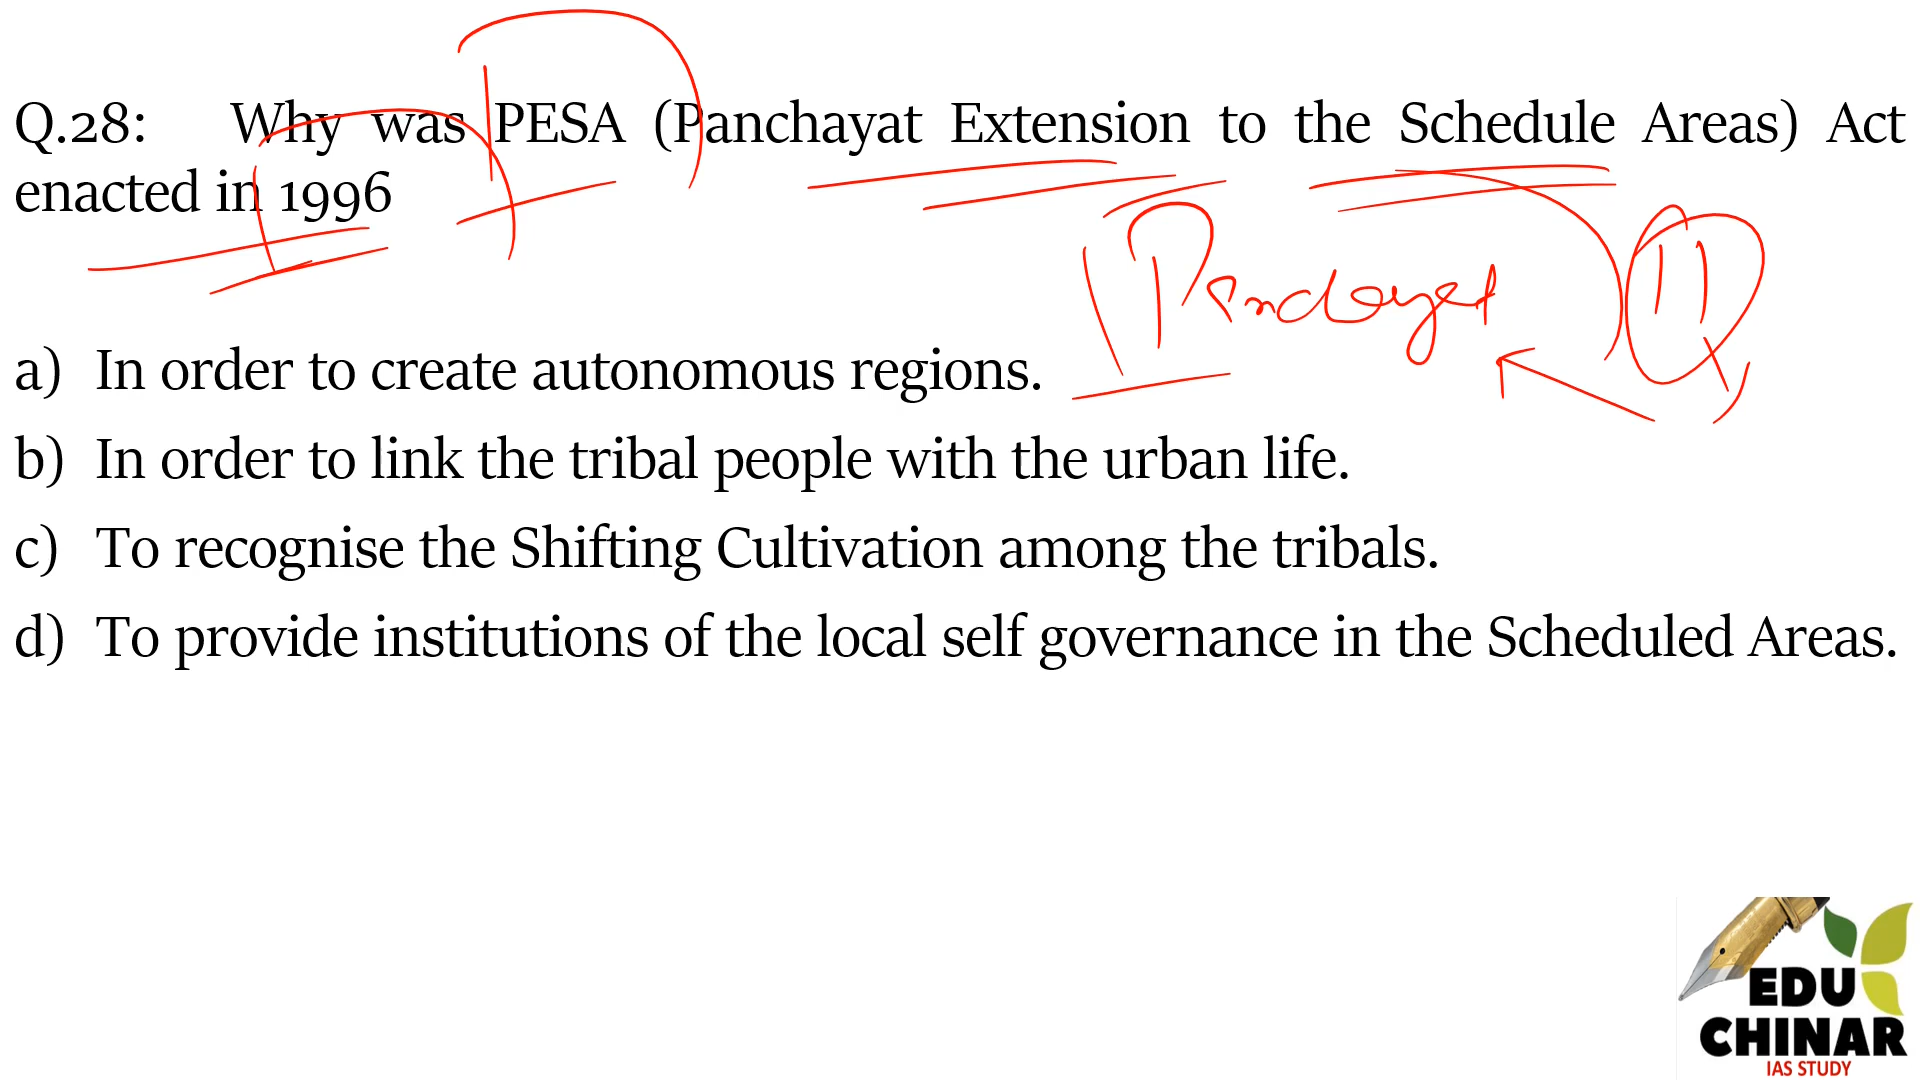 Q.28: Why was PESA (Panchayat Extension to the Schedule Areas) Act
enacted in 1996
Panchayat
a) In order to create autonomous regions.
b) In order to link the tribal people with the urban life.
c) To recognise the Shifting Cultivation among the tribals.
d) To provide institutions of the local self governance in the Scheduled Areas.
EDU
CHINAR
IAS STUDY